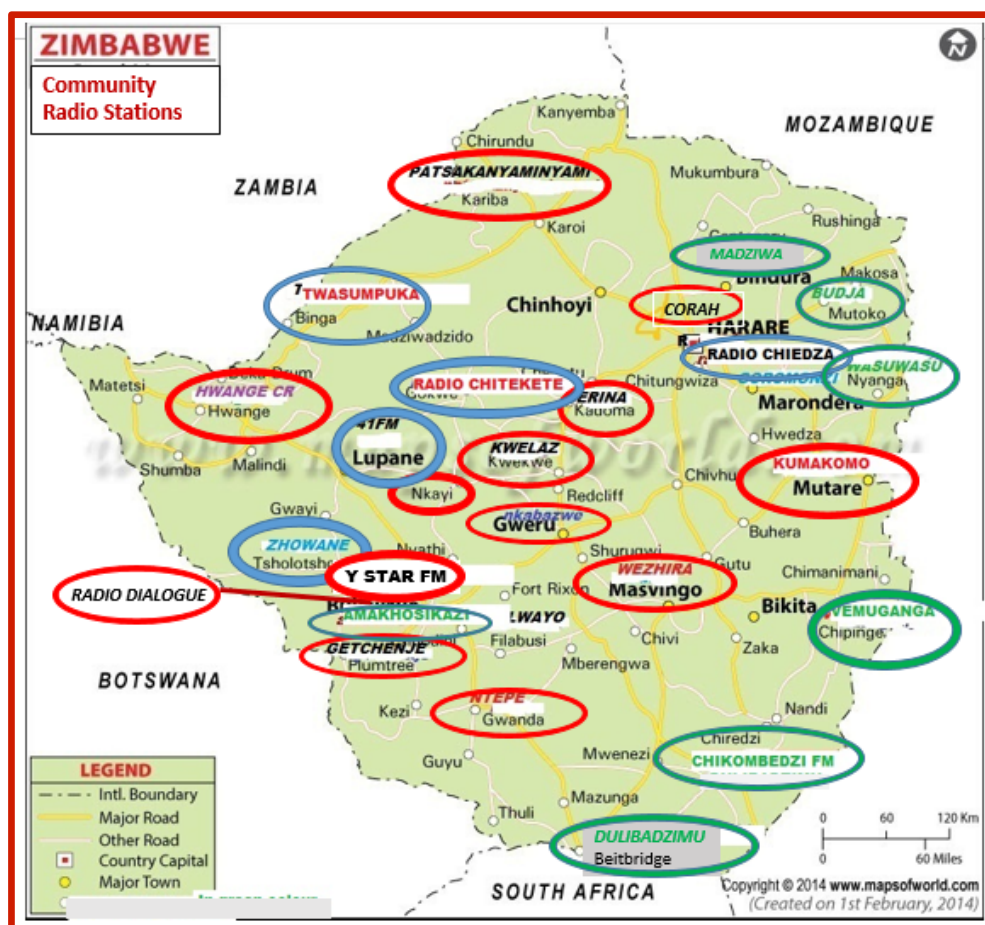 ZIMBABWE
Community
Radio Stations
N
MOZAMBIQUE
ZAMBIA
NAMIBIA
BOTSWANA
SOUTH AFRICA
Kanyemba
Chirundu
PATSAKANYAMINYAMI
Kariba
Karoi
Mukumbura
Rushinga
MADZIWA
Bindura
Makosa
BUDJA
Mutoko
TWASUMPUKA
Binga
Chinhoyi
CORAH
HARARE
RADIO CHIEDZA
WASUWASU
Nyanga
Matetsi
HWANGE CR
Hwange
RADIO CHITEKETE
Chitungwiza
Marondera
ERINA
Kadoma
41FM
Lupane
Hwedza
Shumba
Malindi
KWELAZ
Kwekwe
Chivhu
KUMAKOMO
Mutare
Nkayi
Redcliff
Gwayi
nkabazwe
Gweru
Buhera
ZHOWANE
Tsholotsho
Nyathi
Shurugwi
Gutu
Y STAR FM
WEZHIRA
Masvingo
Chimanimani
RADIO DIALOGUE
Fort Rixon
Bikita
AMAKHOSIKAZI
LWAYO
VEMUGANGA
Chipinge
GETCHENJE
Plumtree
Filabusi
Chivi
Zaka
Mberengwa
Kezi
NTEPE
Gwanda
Nandi
Chiredzi
Guyu
Mwenezi
CHIKOMBEDZI FM
Thuli
Mazunga
DULIBADZIMU
Beitbridge
LEGEND
Intl. Boundary
Major Road
Other Road
Country Capital
Major Town
0 60 120 Km
0 60 Miles
Copyright © 2014 www.mapsofworld.com
(Created on 1st February, 2014)